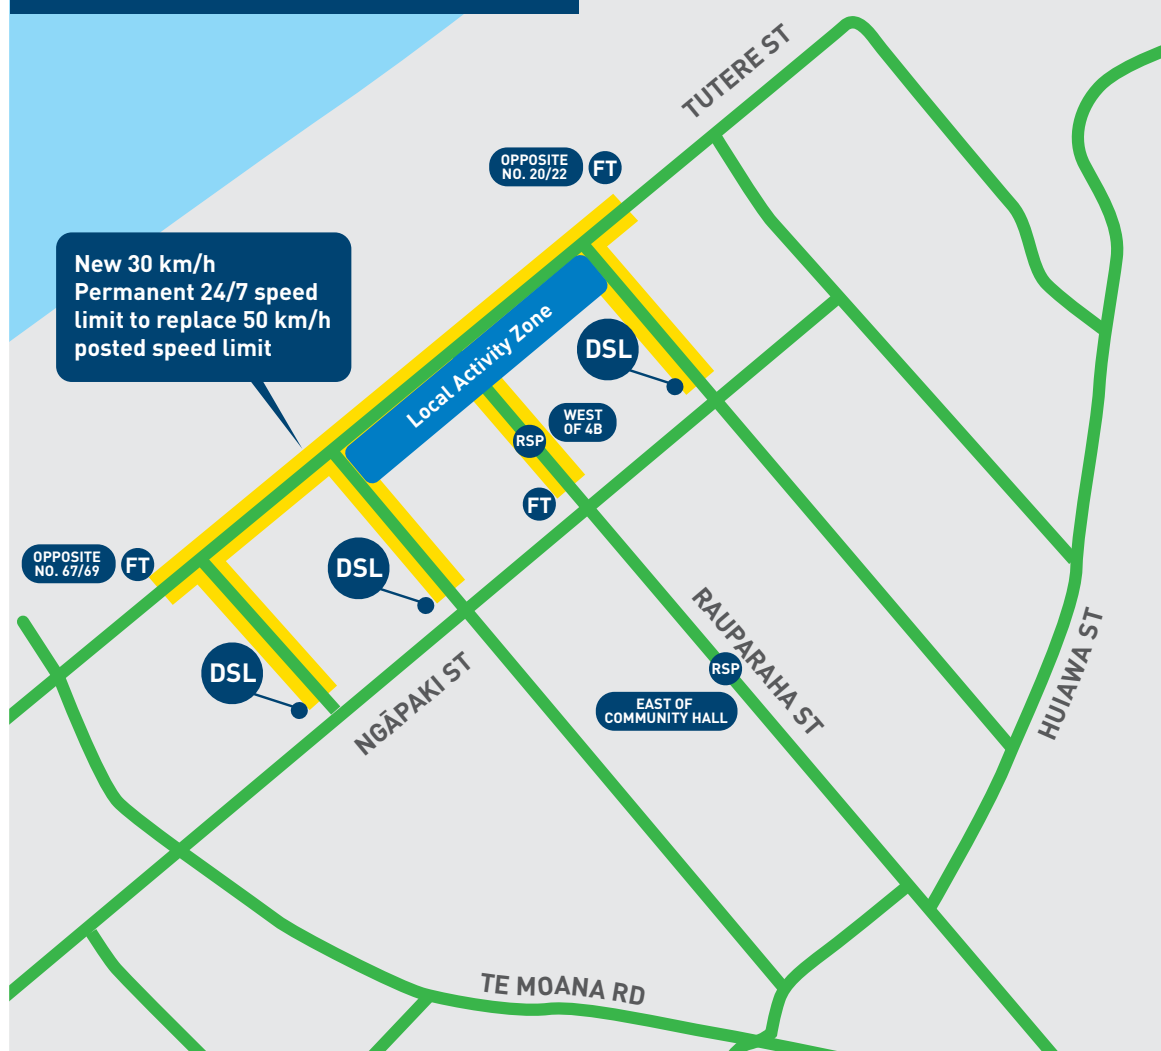 TUTERE ST
OPPOSITE
NO. 20/22
FT
New 30 km/h
Permanent 24/7 speed
limit to replace 50 km/h
posted speed limit
Local Activity Zone
DSL
WEST
OF 4B
RSP
FT
OPPOSITE
NO. 67/69
FT
DSL
DSL
NGĀPAKI ST
RAUPARAHA ST
RSP
EAST OF
COMMUNITY HALL
HUIAWA ST
TE MOANA RD